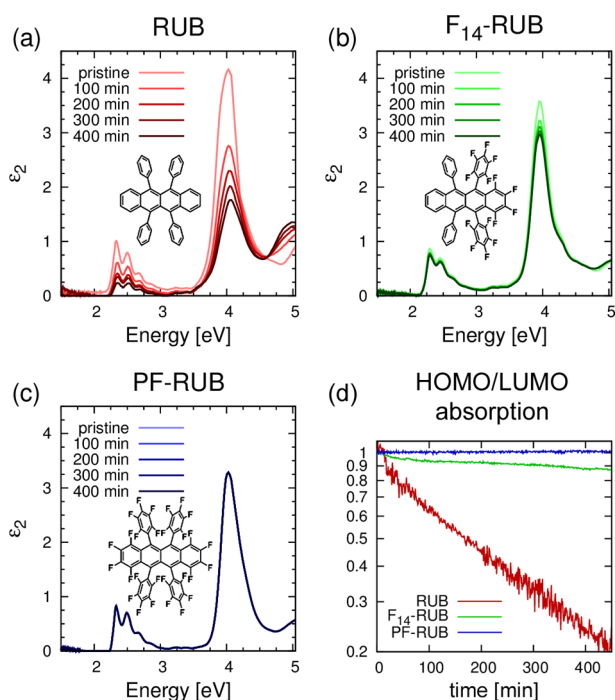 (a) RUB
pristine
100 min
200 min
300 min
400 min
ε2
4
3
2
1
0
2 3 4 5
Energy [eV]
(b) F14-RUB
pristine
100 min
200 min
300 min
400 min
F F F F F F F F F F F F F F
ε2
4
3
2
1
0
2 3 4 5
Energy [eV]
(c) PF-RUB
pristine
100 min
200 min
300 min
400 min
ε2
4
3
2
1
0
2 3 4 5
Energy [eV]
(d) HOMO/LUMO
absorption
1
0.9
0.8
0.7
0.6
0.5
0.4
0.3
0.2
RUB
F14-RUB
PF-RUB
0 100 200 300 400
time [min]